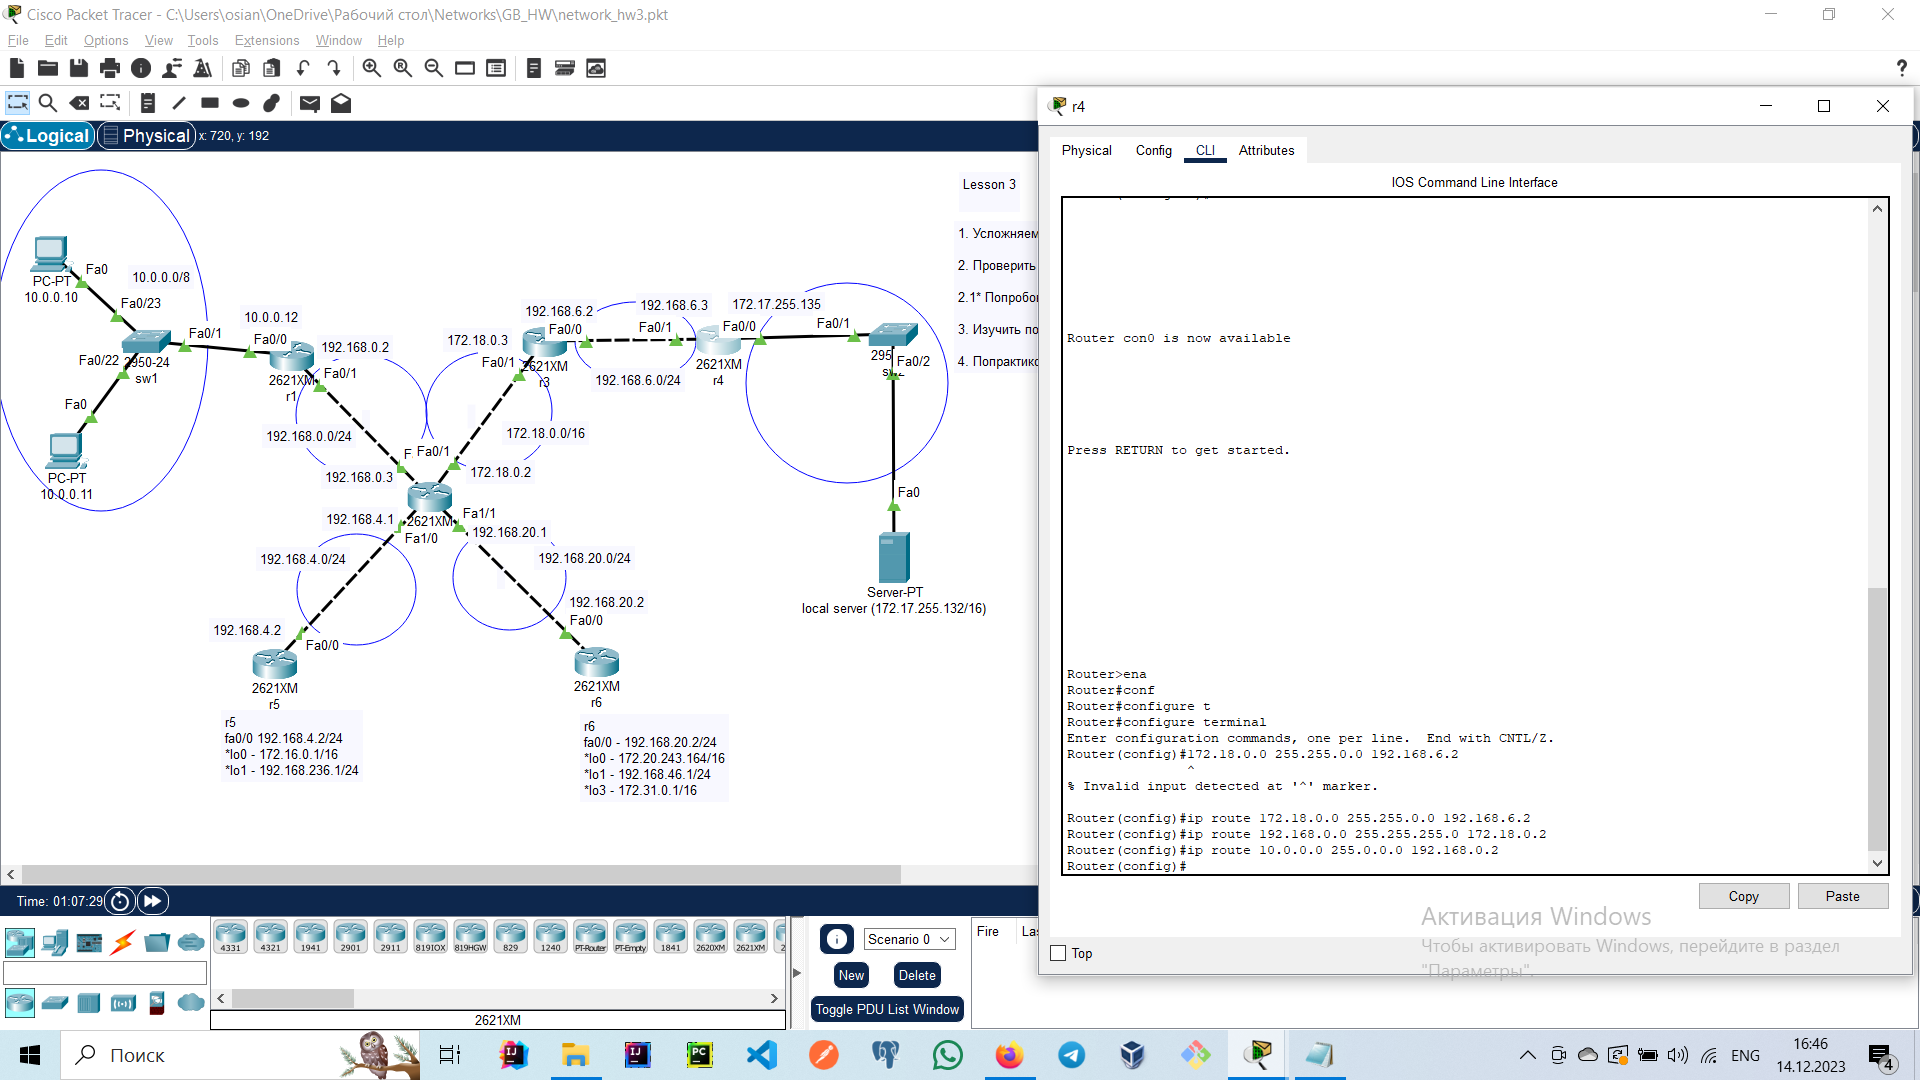 Cisco Packet Tracer - C:\Users\osian\OneDrive\Рабочий стол\Networks\GB_HW\network_hw3.pkt
File Edit Options View Tools Extensions Window Help
Logical Physical x: 720, y: 192
Lesson 3
1. Усложняем
2. Проверить
2.1* Попробо
3. Изучить по
4. Попрактико
PC-PT
10.0.0.10
Fa0
10.0.0.0/8
Fa0/23
Fa0/1
Fa0/22
2950-24
sw1
Fa0
PC-PT
10.0.0.11
10.0.0.12
Fa0/0
2621XM
r1
192.168.0.2
Fa0/1
192.168.0.0/24
192.168.0.3
F
Fa0/1
172.18.0.2
172.18.0.0/16
172.18.0.3
Fa0/1
192.168.6.2
Fa0/0
2621XM
r3
192.168.6.0/24
192.168.6.3
Fa0/1
172.17.255.135
Fa0/0
2621XM
r4
Fa0/1
295
Fa0/2
sw2
Fa0
Server-PT
local server (172.17.255.132/16)
192.168.4.1
2621XM
Fa1/0
Fa1/1
192.168.20.1
192.168.4.0/24
192.168.20.0/24
192.168.4.2
Fa0/0
2621XM
r5
192.168.20.2
Fa0/0
2621XM
r6
r5
fa0/0 192.168.4.2/24
*lo0 - 172.16.0.1/16
*lo1 - 192.168.236.1/24
r6
fa0/0 - 192.168.20.2/24
*lo0 - 172.20.243.164/16
*lo1 - 192.168.46.1/24
*lo3 - 172.31.0.1/16
r4
Physical Config CLI Attributes
IOS Command Line Interface
Router con0 is now available
Press RETURN to get started.
Router>ena
Router#conf
Router#configure t
Router#configure terminal
Enter configuration commands, one per line. End with CNTL/Z.
Router(config)#172.18.0.0 255.255.0.0 192.168.6.2
^
% Invalid input detected at '^' marker.
Router(config)#ip route 172.18.0.0 255.255.0.0 192.168.6.2
Router(config)#ip route 192.168.0.0 255.255.255.0 172.18.0.2
Router(config)#ip route 10.0.0.0 255.0.0.0 192.168.0.2
Router(config)#
Copy Paste
Top
Активация Windows
Чтобы активировать Windows, перейдите в раздел
"Параметры".
Time: 01:07:29
4331 4321 1941 2901 2911 819IOX 819HGW 829 1240 PT-Router PT-Empty 1841 2620XM 2621XM 2
2621XM
Scenario 0
New Delete
Toggle PDU List Window
Fire Las
Поиск
ENG
16:46
14.12.2023
4